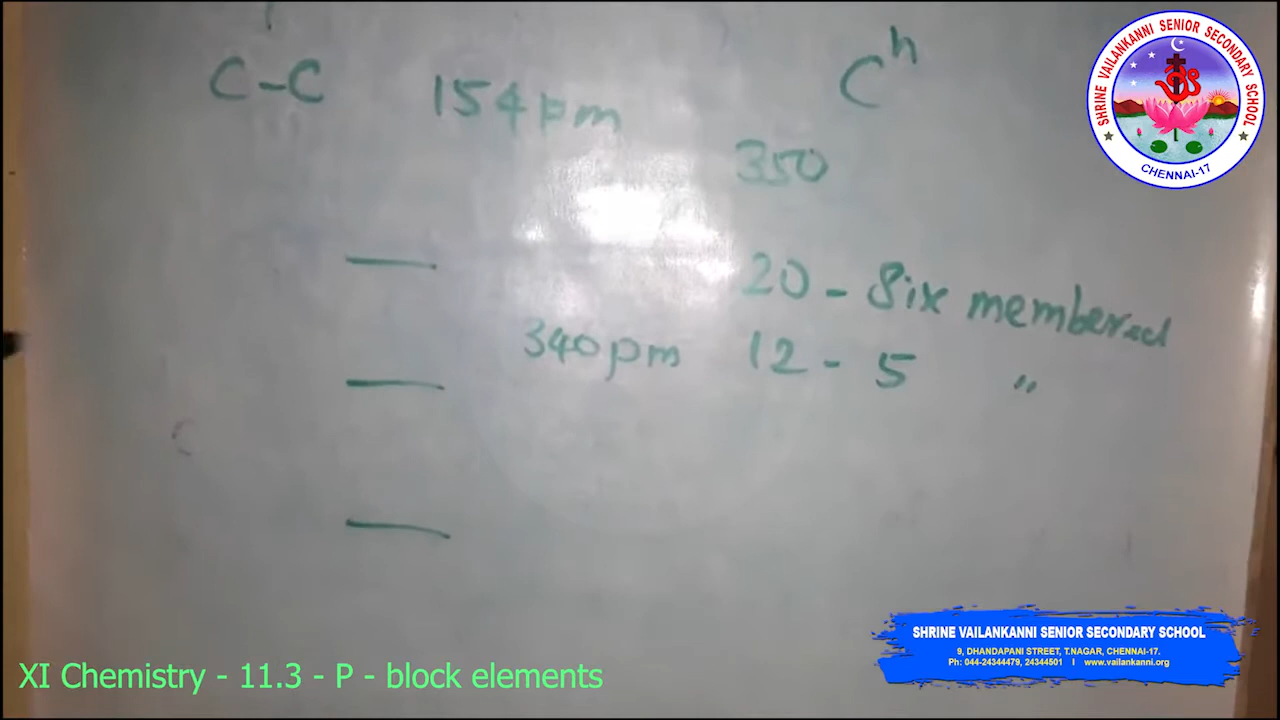 C-C 154pm
Cn
350
20 - Six membered
340pm 12 - 5 "
SHRINE VAILANKANNI SENIOR SECONDARY SCHOOL
CHENNAI-17
SHRINE VAILANKANNI SENIOR SECONDARY SCHOOL
9, DHANDAPANI STREET, T.NAGAR, CHENNAI-17.
Ph: 044-24344479, 24344501 I www.vailankanni.org
XI Chemistry - 11.3 - P - block elements